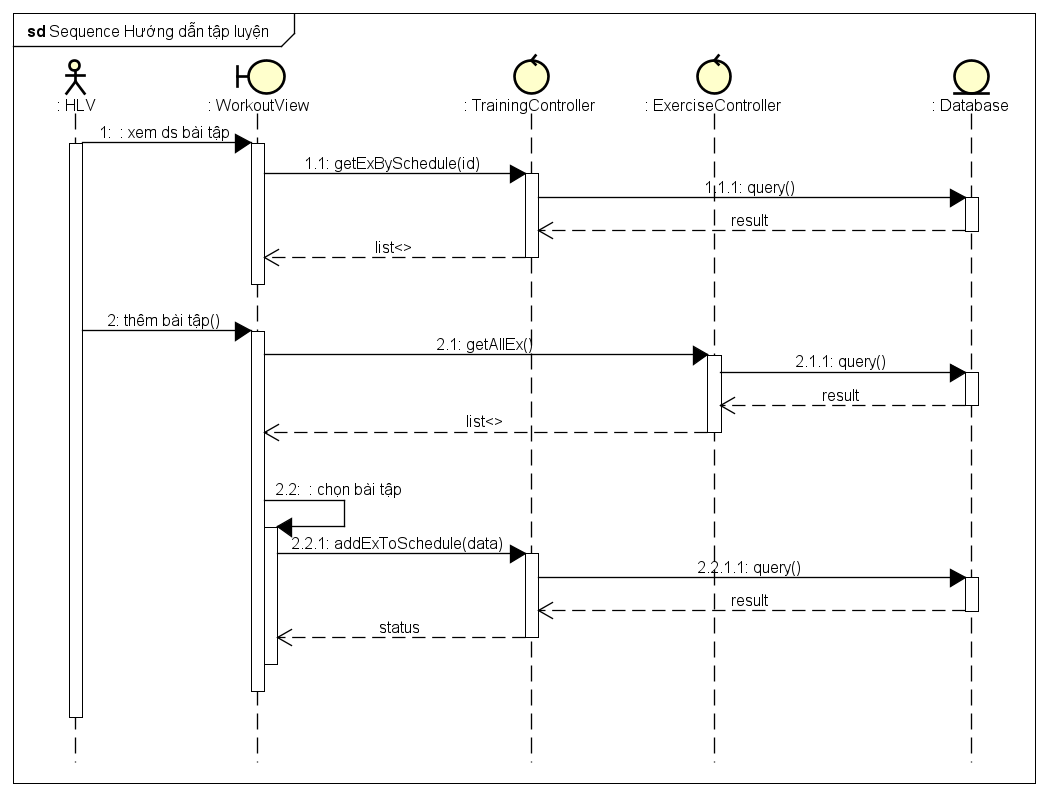 sd Sequence Hướng dẫn tập luyện
: HLV
: WorkoutView
: TrainingController
: ExerciseController
: Database
1: : xem ds bài tập
1.1: getExBySchedule(id)
1.1.1: query()
result
list<>
2: thêm bài tập()
2.1: getAllEx()
2.1.1: query()
result
list<>
2.2: : chọn bài tập
2.2.1: addExToSchedule(data)
2.2.1.1: query()
result
status